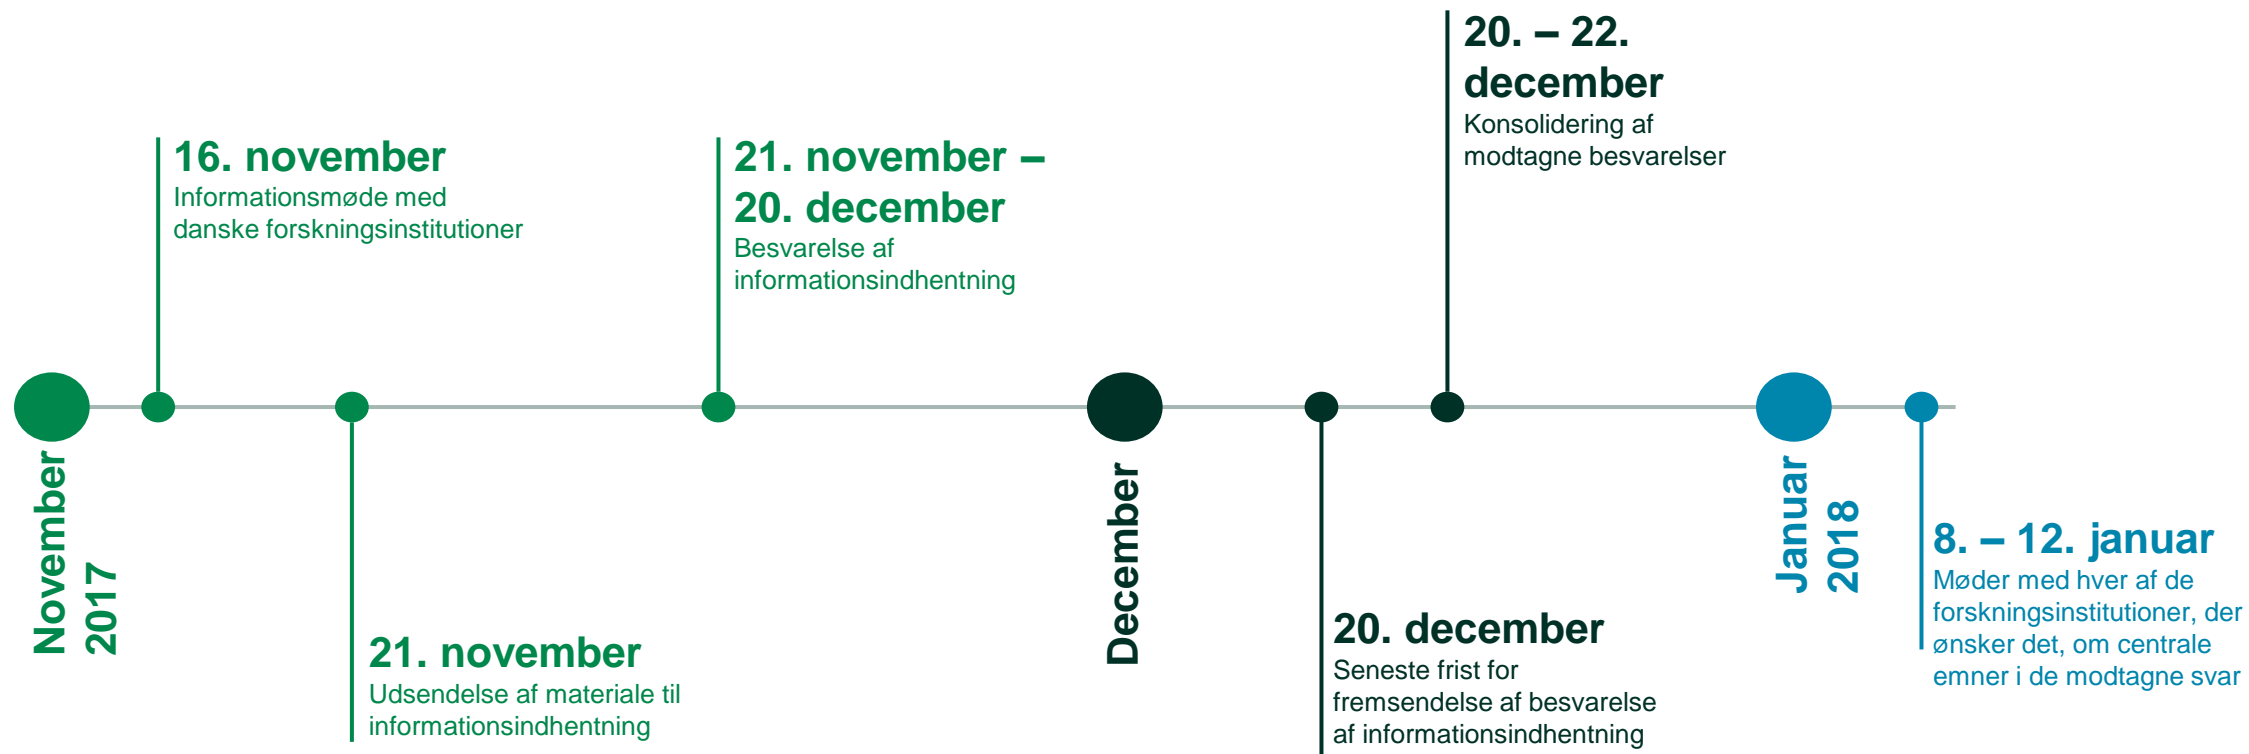 November
2017
16. november
Informationsmøde med
danske forskningsinstitutioner
21. november
Udsendelse af materiale til
informationsindhentning
21. november –
20. december
Besvarelse af
informationsindhentning
December
20. december
Seneste frist for
fremsendelse af besvarelse
af informationsindhentning
20. – 22.
december
Konsolidering af
modtagne besvarelser
Januar
2018
8. – 12. januar
Møder med hver af de
forskningsinstitutioner, der
ønsker det, om centrale
emner i de modtagne svar